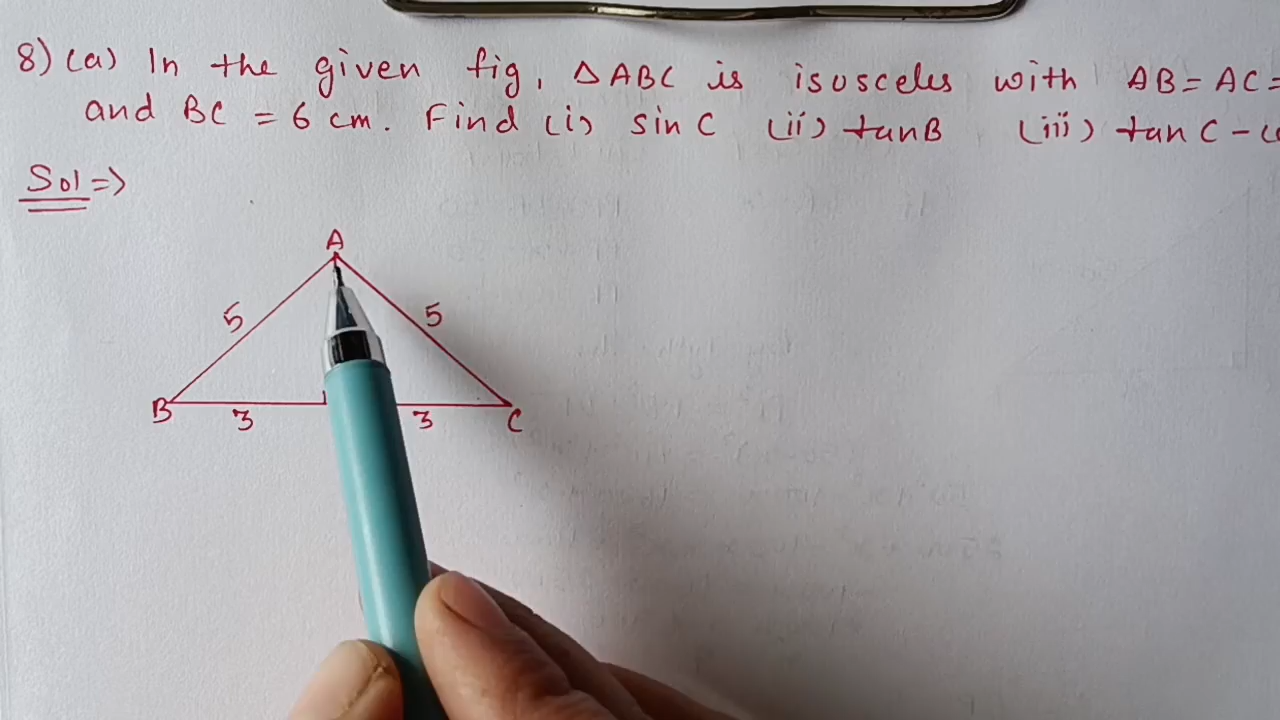 8) (a) In the given fig, △ABC is isosceles with AB = AC =
and BC = 6 cm. Find (i) sin C (ii) tanB (iii) tan C -
Sol ⇒
A
5 5
B 3 3 C